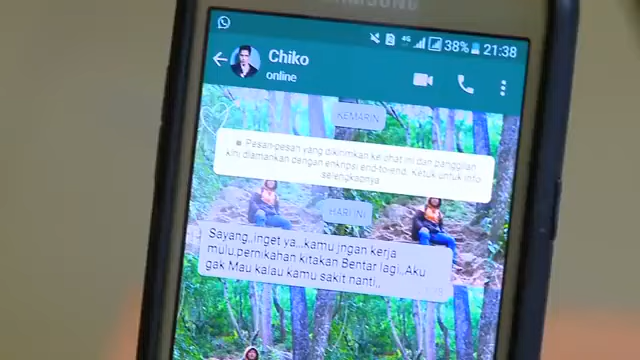 SAMSUNG
4G 38% 21:38
Chiko
online
KEMARIN
Pesan-pesan yang dikirimkan ke chat ini dan panggilan
kini diamankan dengan enkripsi end-to-end. Ketuk untuk info
selengkapnya.
HARI INI
Sayang,,Inget ya,,,kamu jngan kerja
mulu,pernikahan kitakan Bentar lagi,,Aku
gak Mau kalau kamu sakit nanti,,